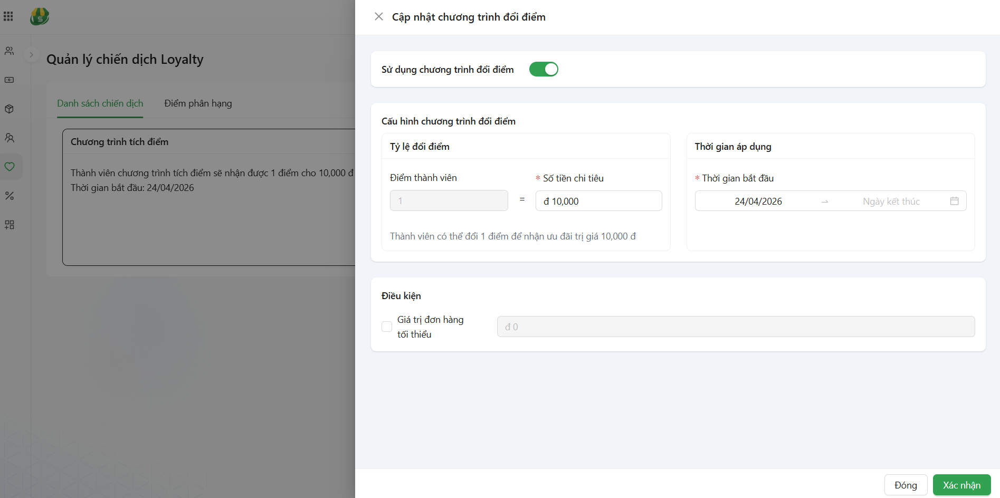 Cập nhật chương trình đổi điểm
Quản lý chiến dịch Loyalty
Danh sách chiến dịch
Điểm phân hạng
Chương trình tích điểm
Thành viên chương trình tích điểm sẽ nhận được 1 điểm cho 10,000 đ
Thời gian bắt đầu: 24/04/2026
Sử dụng chương trình đổi điểm
Cấu hình chương trình đổi điểm
Tỷ lệ đổi điểm
Điểm thành viên
* Số tiền chi tiêu
1
=
đ 10,000
Thành viên có thể đổi 1 điểm để nhận ưu đãi trị giá 10,000 đ
Thời gian áp dụng
* Thời gian bắt đầu
24/04/2026
Ngày kết thúc
Điều kiện
Giá trị đơn hàng
tối thiểu
đ 0
Đóng
Xác nhận